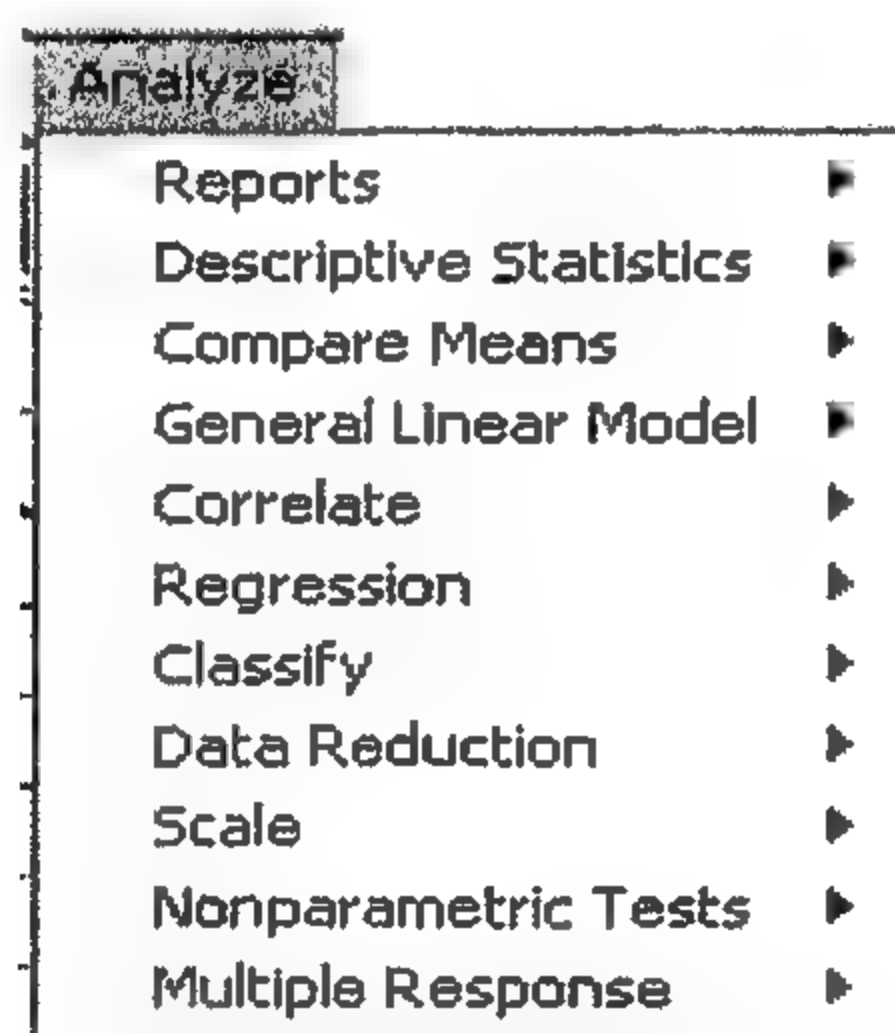 Analyze
Reports
Descriptive Statistics
Compare Means
General Linear Model
Correlate
Regression
Classify
Data Reduction
Scale
Nonparametric Tests
Multiple Response